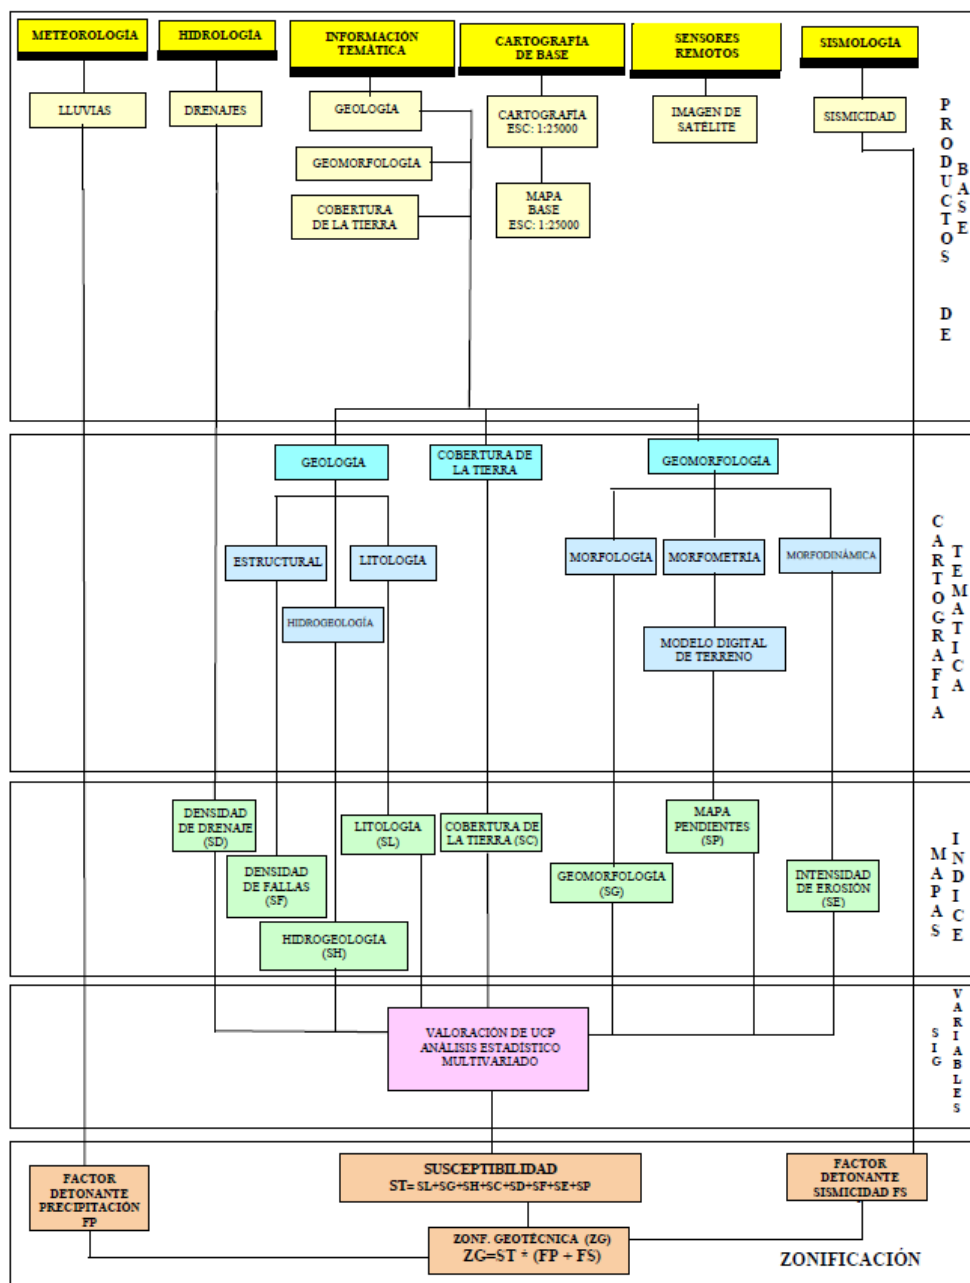 METEOROLOGÍA
HIDROLOGÍA
INFORMACIÓN
TEMÁTICA
CARTOGRAFÍA
DE BASE
SENSORES
REMOTOS
SISMOLOGÍA
LLUVIAS
DRENAJES
GEOLOGÍA
CARTOGRAFÍA
ESC: 1:25000
IMAGEN DE
SATÉLITE
SISMICIDAD
GEOMORFOLOGÍA
COBERTURA
DE LA TIERRA
MAPA
BASE
ESC: 1:25000
PRODUCTOS DE
BASE
GEOLOGÍA
COBERTURA DE
LA TIERRA
GEOMORFOLOGÍA
ESTRUCTURAL
LITOLOGÍA
MORFOLOGÍA
MORFOMETRÍA
MORFODINÁMICA
HIDROGEOLOGÍA
MODELO DIGITAL
DE TERRENO
CARTOGRAFIA
TEMATICA
DENSIDAD
DE DRENAJE
(SD)
LITOLOGÍA
(SL)
COBERTURA DE
LA TIERRA (SC)
MAPA
PENDIENTES
(SP)
DENSIDAD
DE FALLAS
(SF)
GEOMORFOLOGÍA
(SG)
INTENSIDAD
DE EROSIÓN
(SE)
HIDROGEOLOGÍA
(SH)
MAPAS
INDICE
VALORACIÓN DE UCP
ANÁLISIS ESTADÍSTICO
MULTIVARIADO
SIG
VARIABLES
FACTOR
DETONANTE
PRECIPITACIÓN
FP
SUSCEPTIBILIDAD
ST= SL+SG+SH+SC+SD+SF+SE+SP
FACTOR
DETONANTE
SISMICIDAD FS
ZONF. GEOTÉCNICA (ZG)
ZG=ST * (FP + FS)
ZONIFICACIÓN